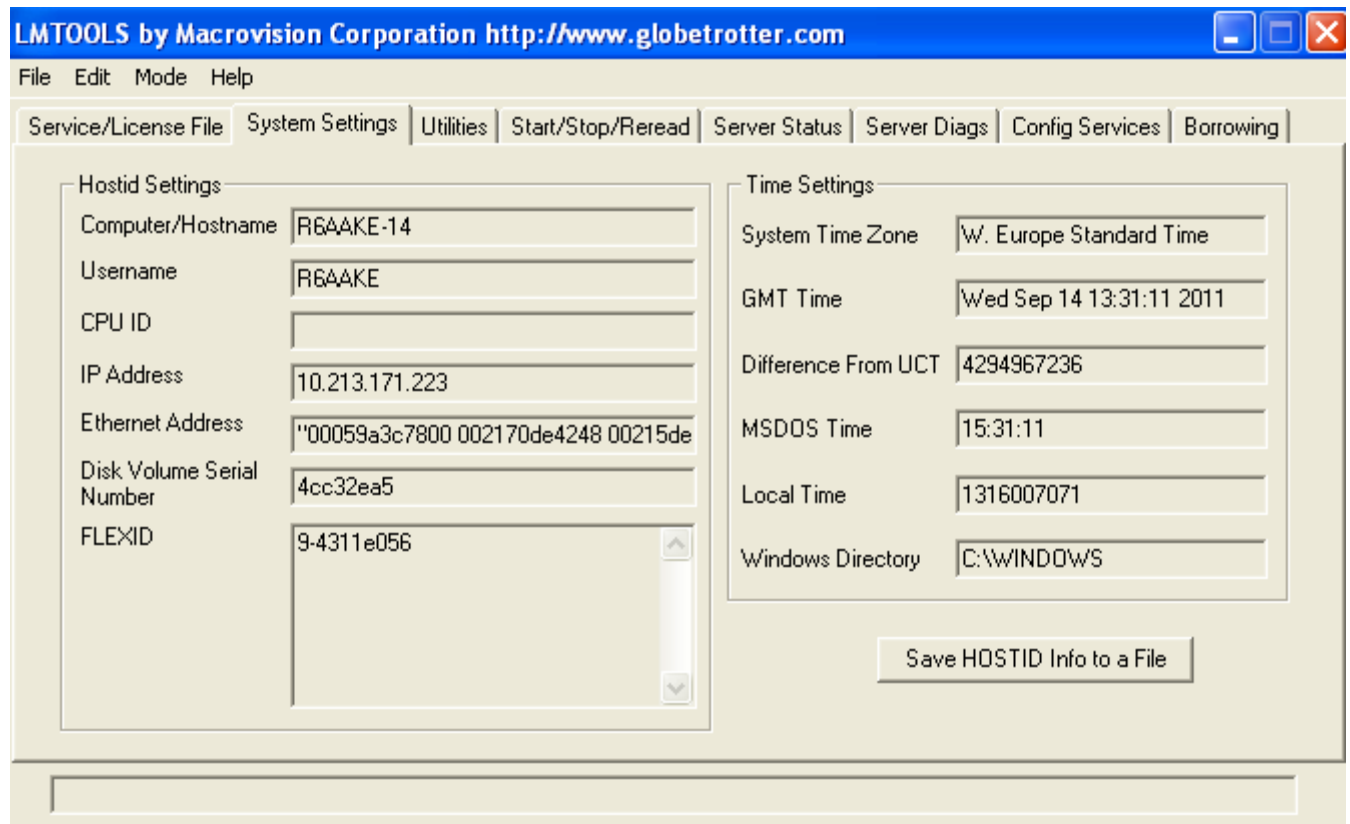 LMTOOLS by Macrovision Corporation http://www.globetrotter.com
File Edit Mode Help
Service/License File System Settings Utilities Start/Stop/Reread Server Status Server Diags Config Services Borrowing
Hostid Settings
Computer/Hostname R6AAKE-14
Username R6AAKE
CPU ID
IP Address 10.213.171.223
Ethernet Address "00059a3c7800 002170de4248 00215de
Disk Volume Serial
Number 4cc32ea5
FLEXID 9-4311e056
Time Settings
System Time Zone W. Europe Standard Time
GMT Time Wed Sep 14 13:31:11 2011
Difference From UCT 4294967236
MSDOS Time 15:31:11
Local Time 1316007071
Windows Directory C:\WINDOWS
Save HOSTID Info to a File